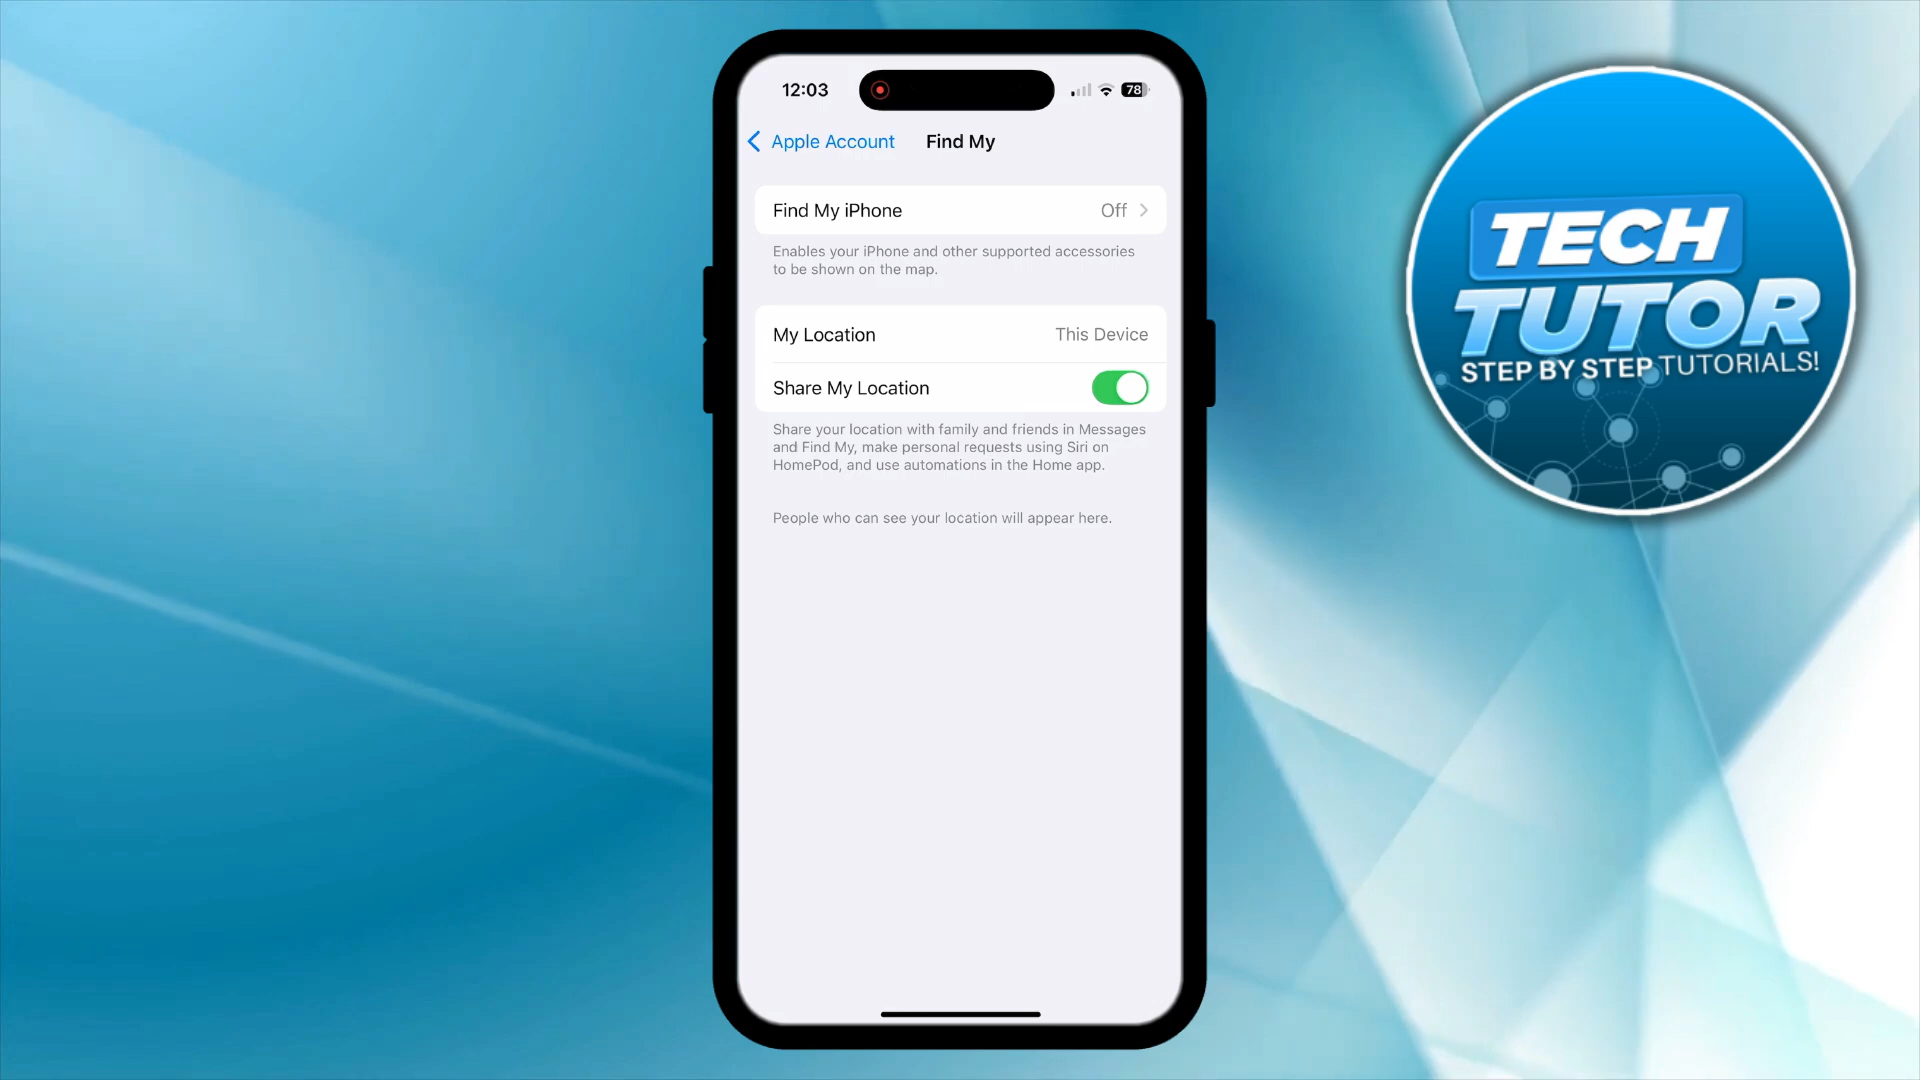 12:03
78
Apple Account
Find My
Find My iPhone
Off
Enables your iPhone and other supported accessories
to be shown on the map.
My Location
This Device
Share My Location
Share your location with family and friends in Messages
and Find My, make personal requests using Siri on
HomePod, and use automations in the Home app.
People who can see your location will appear here.
TECH
TUTOR
STEP BY STEP TUTORIALS!